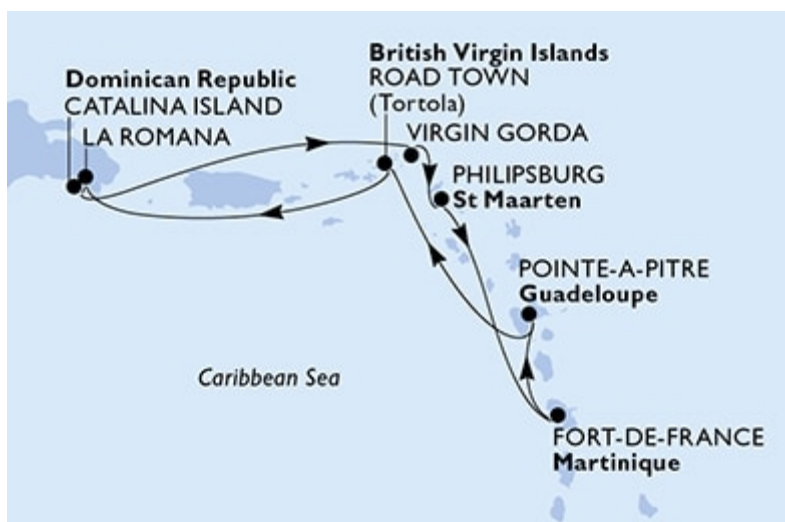 British Virgin Islands
ROAD TOWN
(Tortola)
Dominican Republic
CATALINA ISLAND
LA ROMANA
VIRGIN GORDA
PHILIPSBURG
St Maarten
POINTE-A-PITRE
Guadeloupe
Caribbean Sea
FORT-DE-FRANCE
Martinique